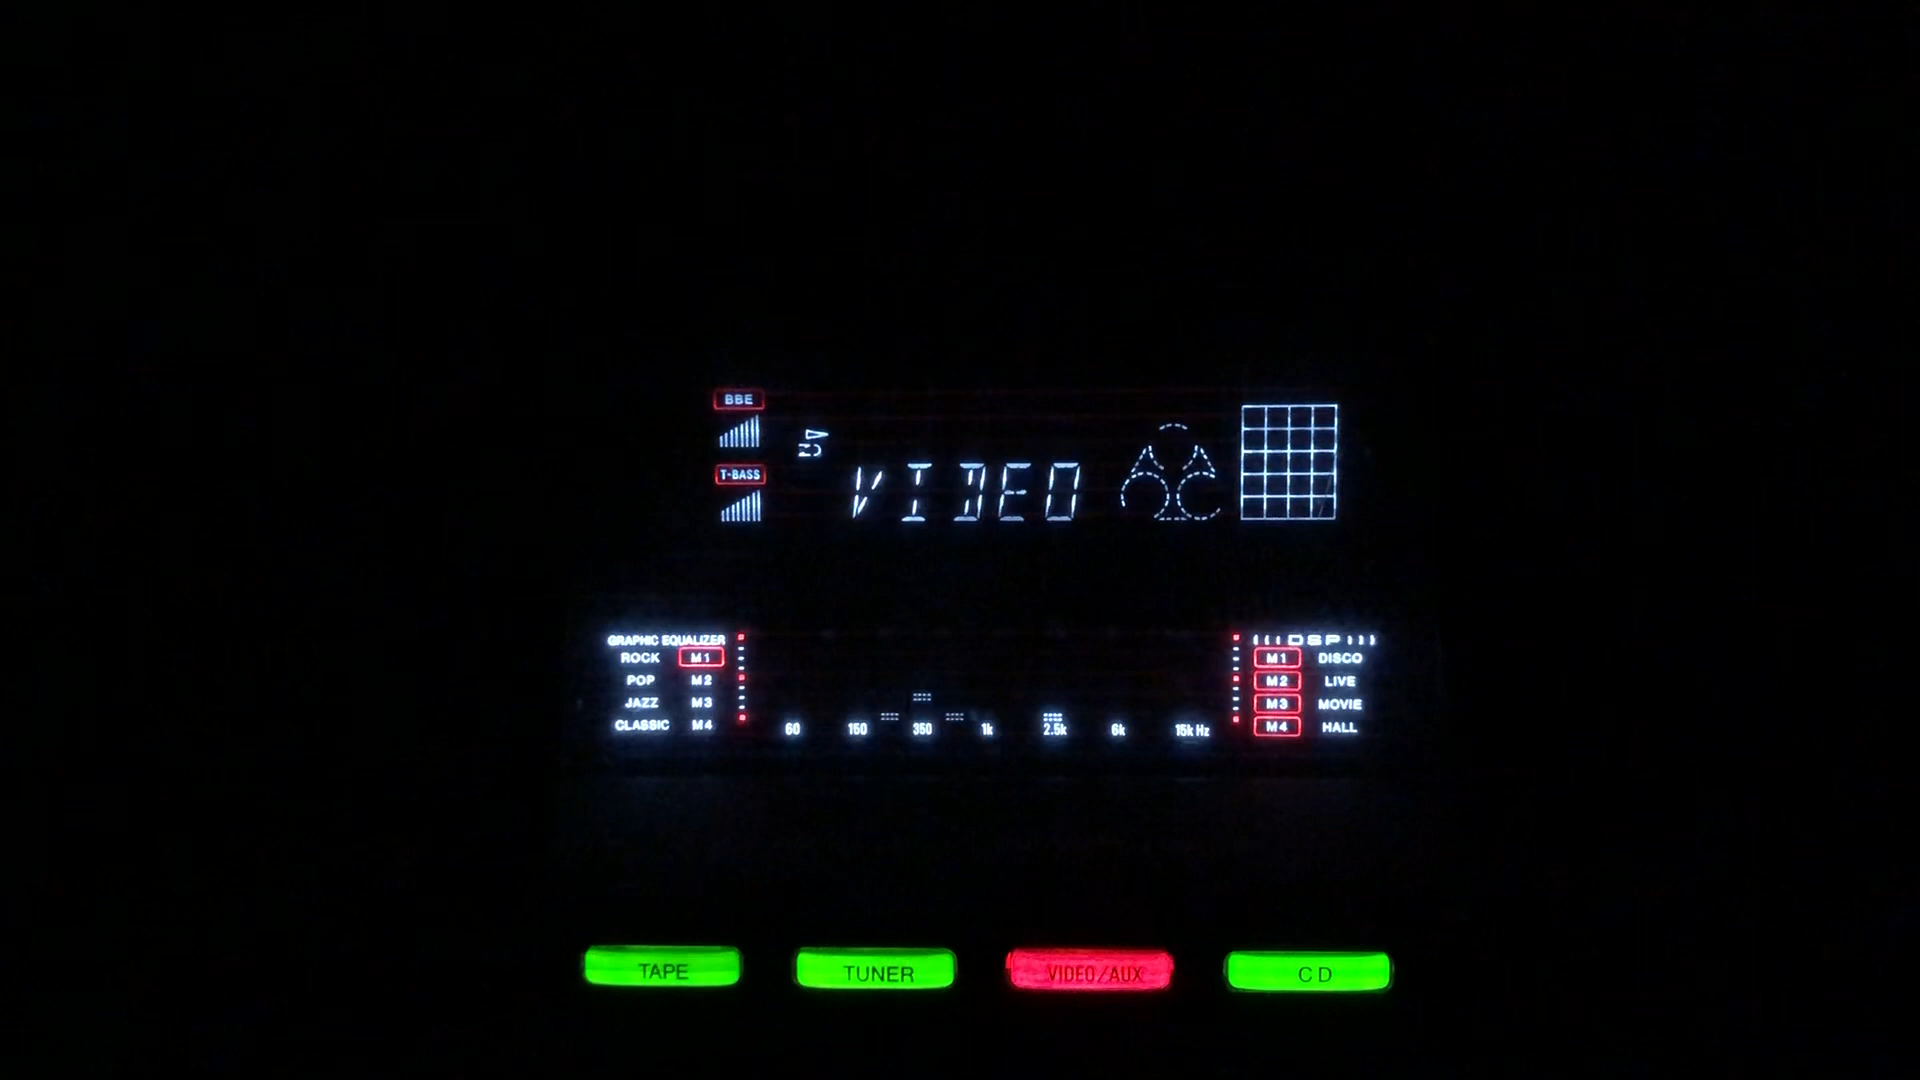 BBE
T-BASS
VIDEO
GRAPHIC EQUALIZER
ROCK M1
POP M2
JAZZ M3
CLASSIC M4
60 150 350 1k 2.5k 6k 15k Hz
DSP
M1 DISCO
M2 LIVE
M3 MOVIE
M4 HALL
TAPE TUNER VIDEO/AUX CD